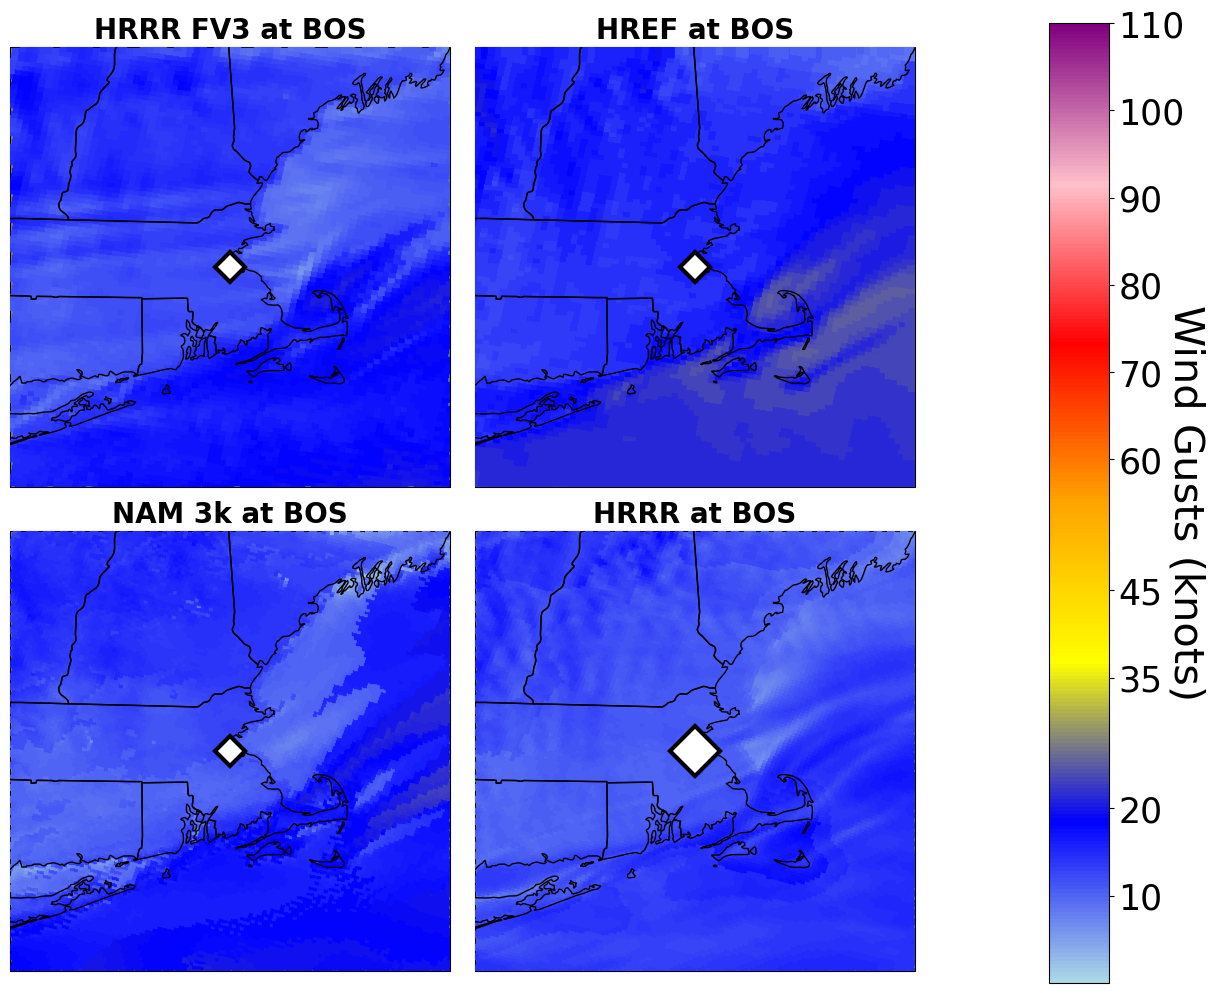 HRRR FV3 at BOS
HREF at BOS
NAM 3k at BOS
HRRR at BOS
110
100
90
80
70
60
45
35
20
10
Wind Gusts (knots)